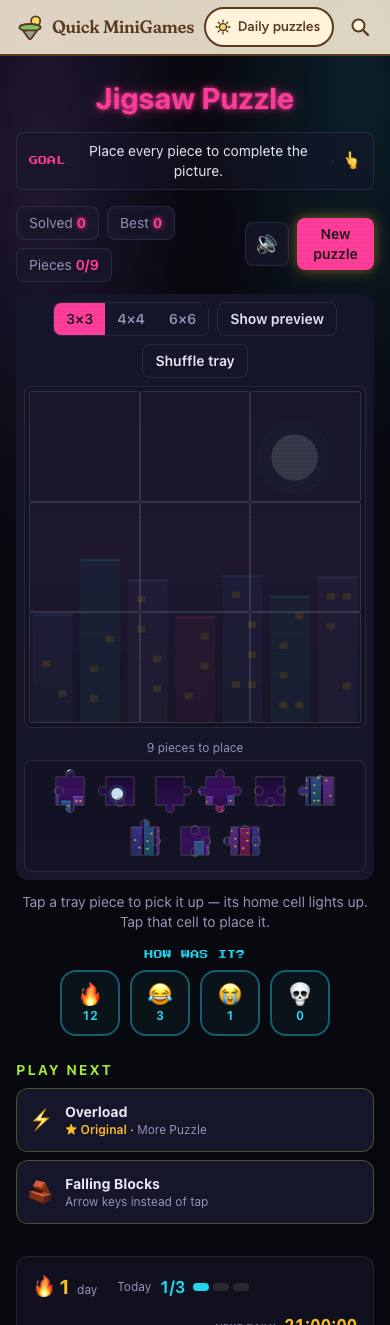 Quick MiniGames
Daily puzzles
Jigsaw Puzzle
GOAL
Place every piece to complete the
picture.
Solved 0
Best 0
Pieces 0/9
New
puzzle
3×3
4×4
6×6
Show preview
Shuffle tray
9 pieces to place
Tap a tray piece to pick it up — its home cell lights up.
Tap that cell to place it.
HOW WAS IT?
12
3
1
0
PLAY NEXT
Overload
Original · More Puzzle
Falling Blocks
Arrow keys instead of tap
1 day
Today 1/3
21:00:00